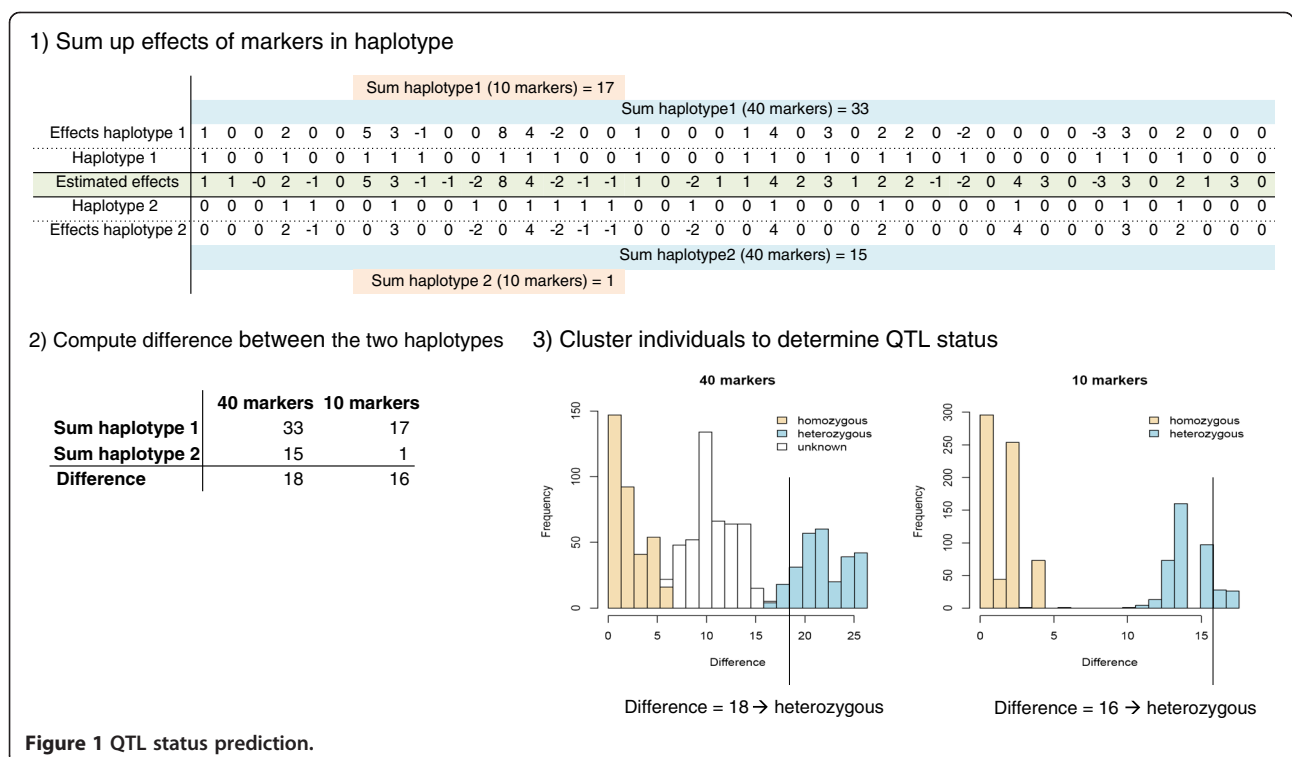 1) Sum up effects of markers in haplotype
Sum haplotype1 (10 markers) = 17
Sum haplotype1 (40 markers) = 33
Effects haplotype 1 1 0 0 2 0 0 5 3 -1 0 0 8 4 -2 0 0 1 0 0 0 1 4 0 3 0 2 2 0 -2 0 0 0 0 -3 3 0 2 0 0 0
Haplotype 1 1 0 0 1 0 0 1 1 1 0 0 1 1 1 0 0 1 0 0 0 1 1 0 1 0 1 1 0 1 0 0 0 0 1 1 0 1 0 0 0
Estimated effects 1 1 -0 2 -1 0 5 3 -1 -1 -2 8 4 -2 -1 -1 1 0 -2 1 1 4 2 3 1 2 2 -1 -2 0 4 3 0 -3 3 0 2 1 3 0
Haplotype 2 0 0 0 1 1 0 0 1 0 0 1 0 1 1 1 1 0 0 1 0 0 1 0 0 0 1 0 0 0 0 1 0 0 0 1 0 1 0 0 0
Effects haplotype 2 0 0 0 2 -1 0 0 3 0 0 -2 0 4 -2 -1 -1 0 0 -2 0 0 4 0 0 0 2 0 0 0 0 4 0 0 0 3 0 2 0 0 0
Sum haplotype2 (40 markers) = 15
Sum haplotype 2 (10 markers) = 1
2) Compute difference between the two haplotypes
40 markers 10 markers
Sum haplotype 1 33 17
Sum haplotype 2 15 1
Difference 18 16
3) Cluster individuals to determine QTL status
40 markers
homozygous
heterozygous
unknown
Frequency
150
100
50
0
0 5 10 15 20 25
Difference
Difference = 18 → heterozygous
10 markers
homozygous
heterozygous
Frequency
300
250
200
150
100
50
0
0 5 10 15
Difference
Difference = 16 → heterozygous
Figure 1 QTL status prediction.